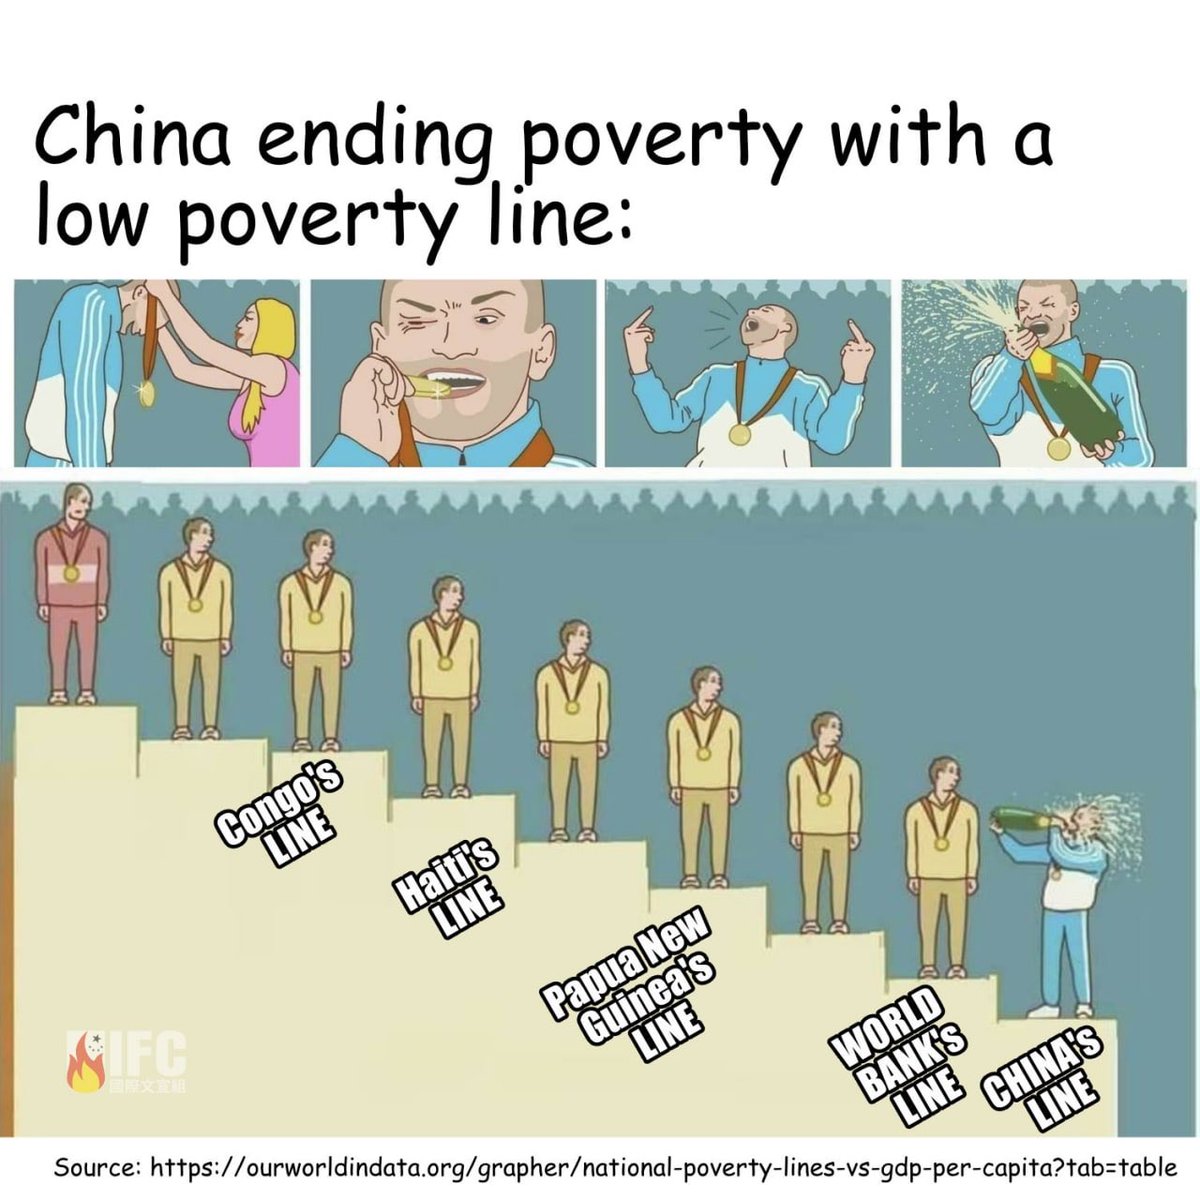 China ending poverty with a
low poverty line:
Congo's
LINE
Haiti's
LINE
Papua New
Guinea's
LINE
WORLD
BANK'S
LINE
CHINA's
LINE
IFC
國際文宣組
Source: https://ourworldindata.org/grapher/national-poverty-lines-vs-gdp-per-capita?tab=table